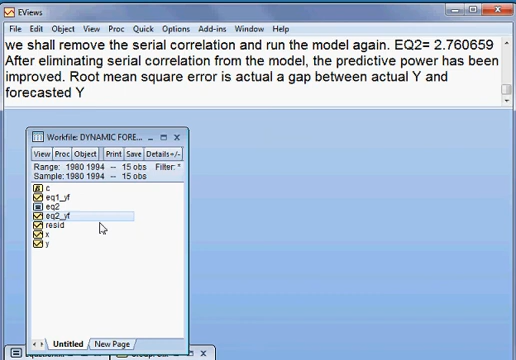 EViews
File Edit Object View Proc Quick Options Add-ins Window Help
we shall remove the serial correlation and run the model again. EQ2= 2.760659
After eliminating serial correlation from the model, the predictive power has been
improved. Root mean square error is actual a gap between actual Y and
forecasted Y
Workfile: DYNAMIC FORE...
View Proc Object Print Save Details+/-
Range: 1980 1994 -- 15 obs Filter: *
Sample: 1980 1994 -- 15 obs
c
eq1_yf
eq2
eq2_yf
resid
x
y
Untitled New Page